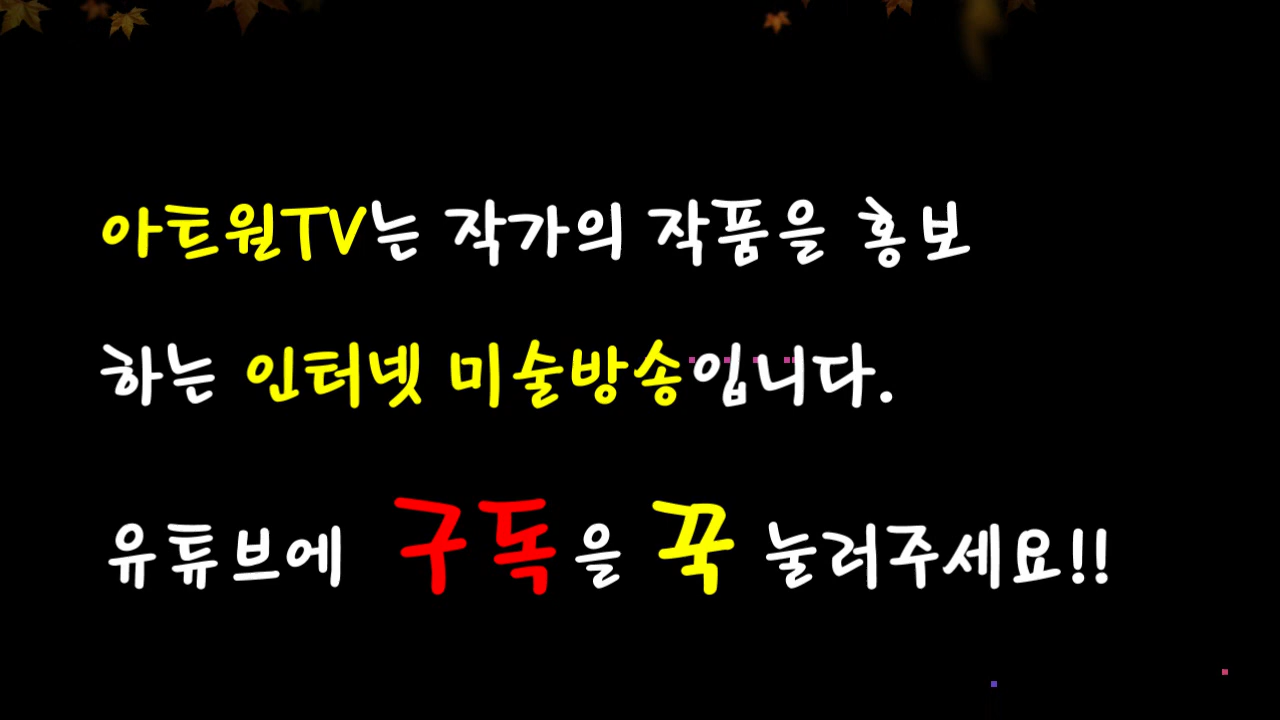 아트원TV는 작가의 작품을 홍보
하는 인터넷 미술방송입니다.
유튜브에 구독을 꾹 눌러주세요!!